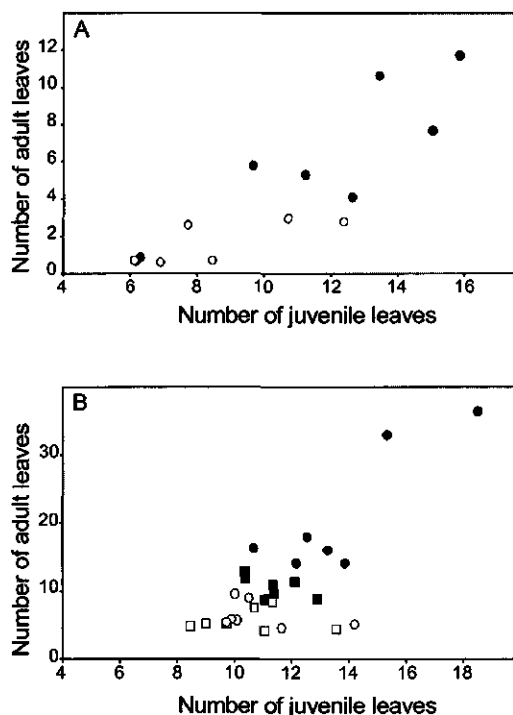 A
Number of adult leaves
12
10
8
6
4
2
0
4 6 8 10 12 14 16
Number of juvenile leaves
B
Number of adult leaves
30
20
10
0
4 6 8 10 12 14 16 18
Number of juvenile leaves